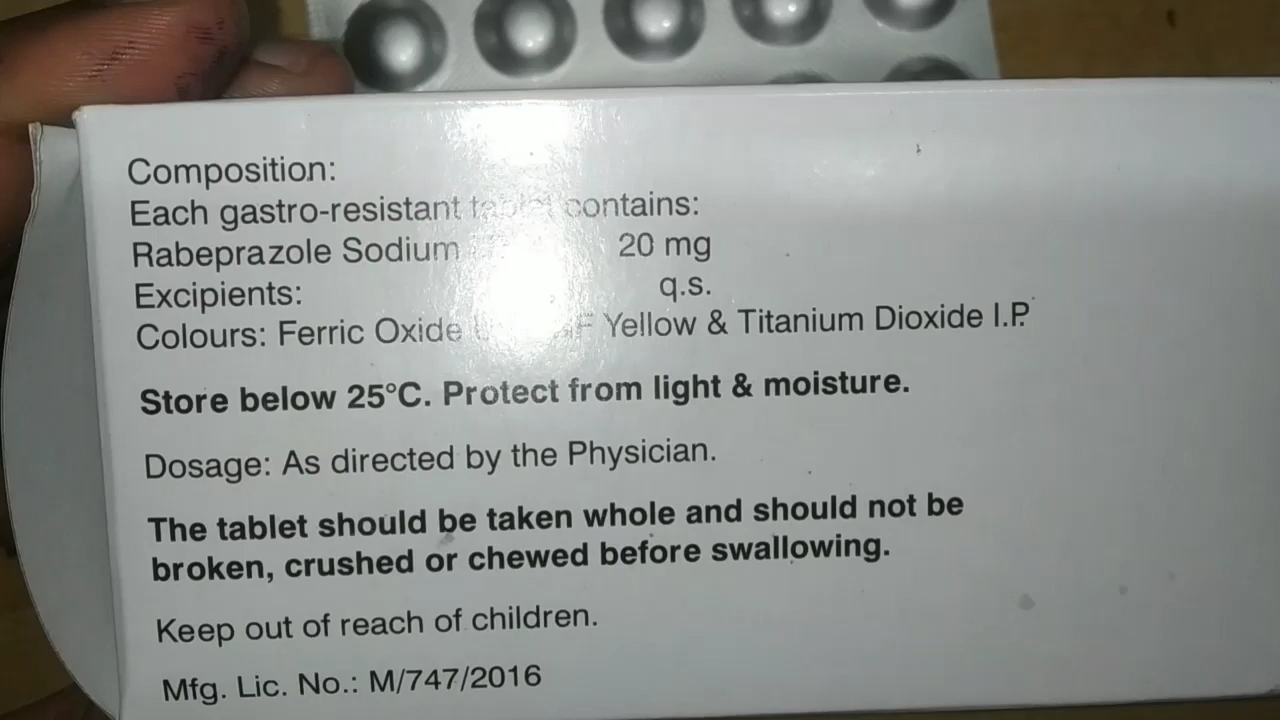 Composition:
Each gastro-resistant tablet contains:
Rabeprazole Sodium 20 mg
Excipients: q.s.
Colours: Ferric Oxide Yellow & Titanium Dioxide I.P.
Store below 25°C. Protect from light & moisture.
Dosage: As directed by the Physician.
The tablet should be taken whole and should not be
broken, crushed or chewed before swallowing.
Keep out of reach of children.
Mfg. Lic. No.: M/747/2016